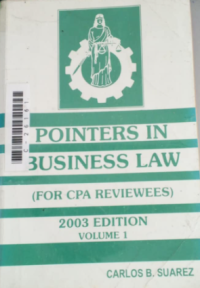 POINTERS IN
BUSINESS LAW
(FOR CPA REVIEWEES)
2003 EDITION
VOLUME 1
CARLOS B. SUAREZ